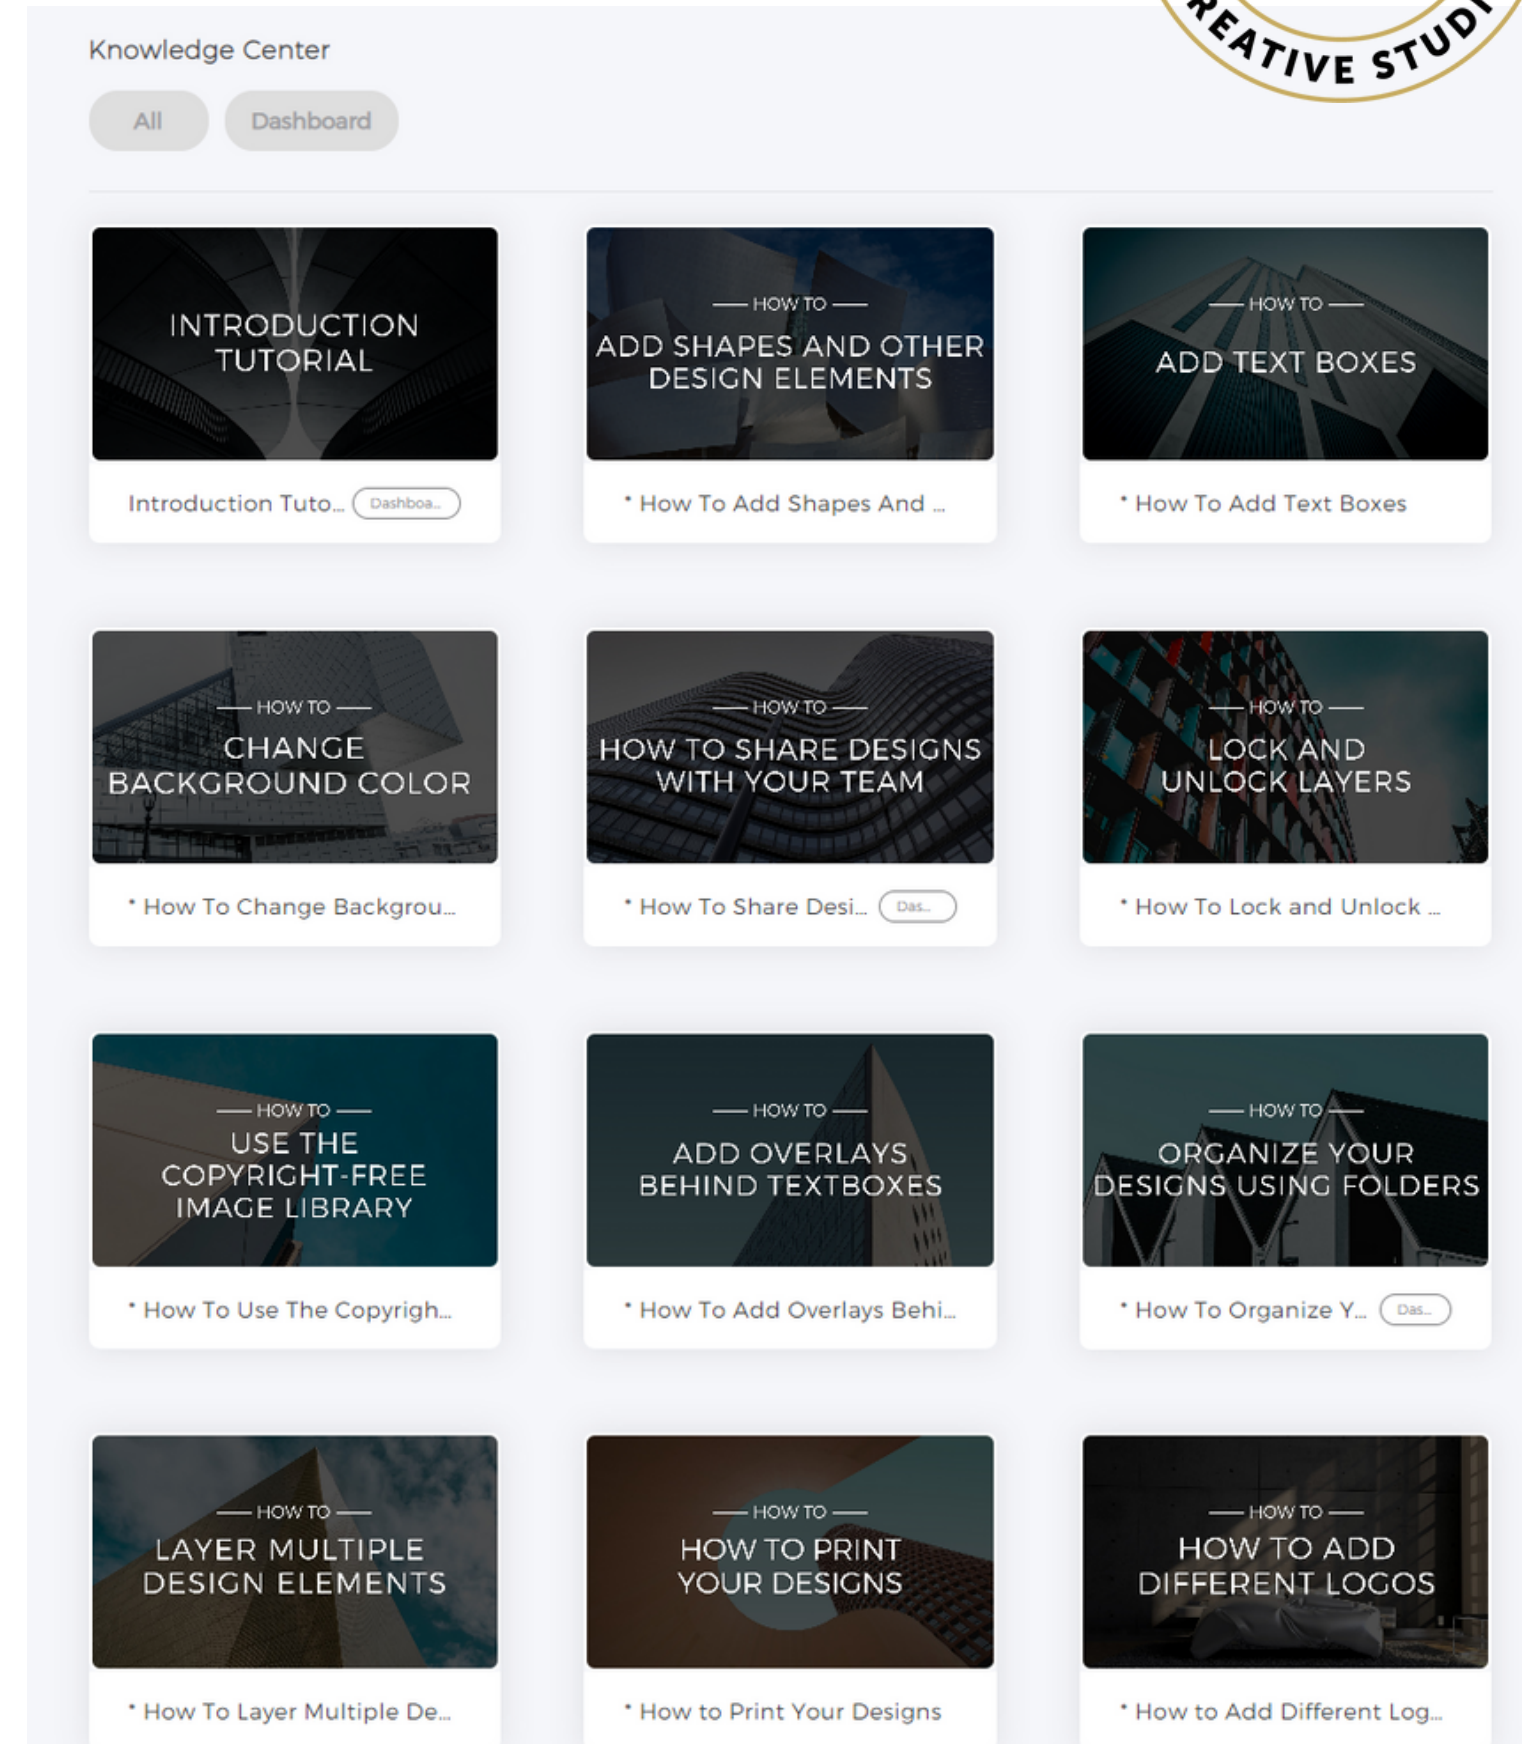 REATIVE STUDI
Knowledge Center
All
Dashboard
INTRODUCTION
TUTORIAL
Introduction Tuto...
Dashboa...
HOW TO
ADD SHAPES AND OTHER
DESIGN ELEMENTS
* How To Add Shapes And ...
HOW TO
ADD TEXT BOXES
* How To Add Text Boxes
HOW TO
CHANGE
BACKGROUND COLOR
* How To Change Backgrou...
HOW TO
HOW TO SHARE DESIGNS
WITH YOUR TEAM
* How To Share Desi...
Das...
HOW TO
LOCK AND
UNLOCK LAYERS
* How To Lock and Unlock ...
HOW TO
USE THE
COPYRIGHT-FREE
IMAGE LIBRARY
* How To Use The Copyrigh...
HOW TO
ADD OVERLAYS
BEHIND TEXTBOXES
* How To Add Overlays Behi...
HOW TO
ORGANIZE YOUR
DESIGNS USING FOLDERS
* How To Organize Y...
Das...
HOW TO
LAYER MULTIPLE
DESIGN ELEMENTS
* How To Layer Multiple De...
HOW TO
HOW TO PRINT
YOUR DESIGNS
* How to Print Your Designs
HOW TO
HOW TO ADD
DIFFERENT LOGOS
* How to Add Different Log...